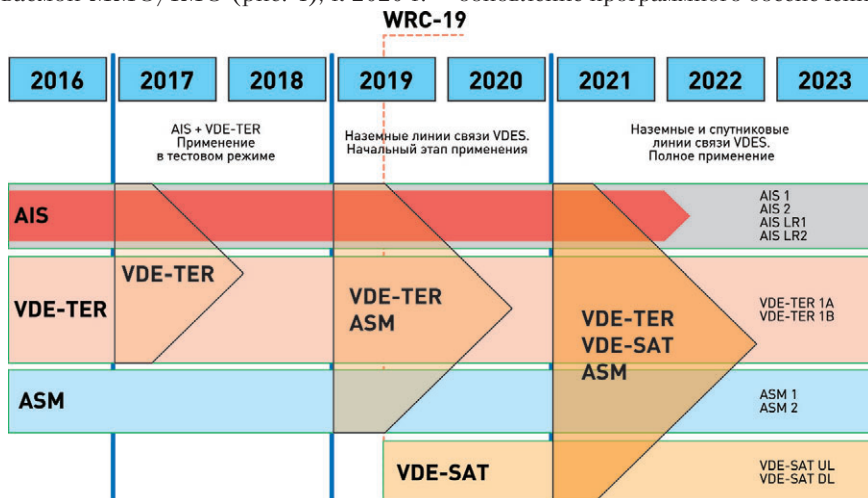 WRC-19
2016 2017 2018 2019 2020 2021 2022 2023
AIS + VDE-TER
Применение
в тестовом режиме
Наземные линии связи VDES.
Начальный этап применения
Наземные и спутниковые
линии связи VDES.
Полное применение
AIS
AIS 1
AIS 2
AIS LR1
AIS LR2
VDE-TER
VDE-TER
VDE-TER
ASM
VDE-TER
VDE-SAT
ASM
VDE-TER 1A
VDE-TER 1B
ASM
ASM 1
ASM 2
VDE-SAT
VDE-SAT UL
VDE-SAT DL